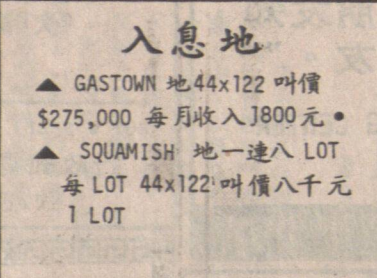 入息地
▲ GASTOWN 地44x122 叫價
$275,000 每月收入J800元●
▲ SQUAMISH 地一連八 LOT
每 LOT 44x122 叫價八千元
1 LOT